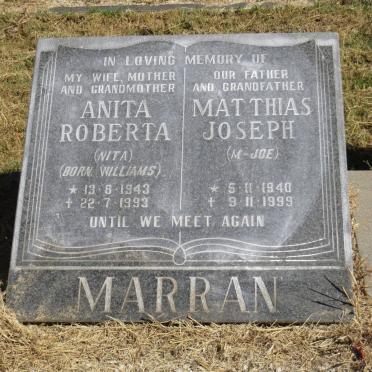 IN LOVING MEMORY OF
MY WIFE, MOTHER
AND GRANDMOTHER
ANITA
ROBERTA
(NITA)
(BORN WILLIAMS)
★ 13-8-1943
✝ 22-7-1993
OUR FATHER
AND GRANDFATHER
MATTHIAS
JOSEPH
(M-JOE)
★ 5-11-1940
✝ 9-11-1999
UNTIL WE MEET AGAIN
MARRAN